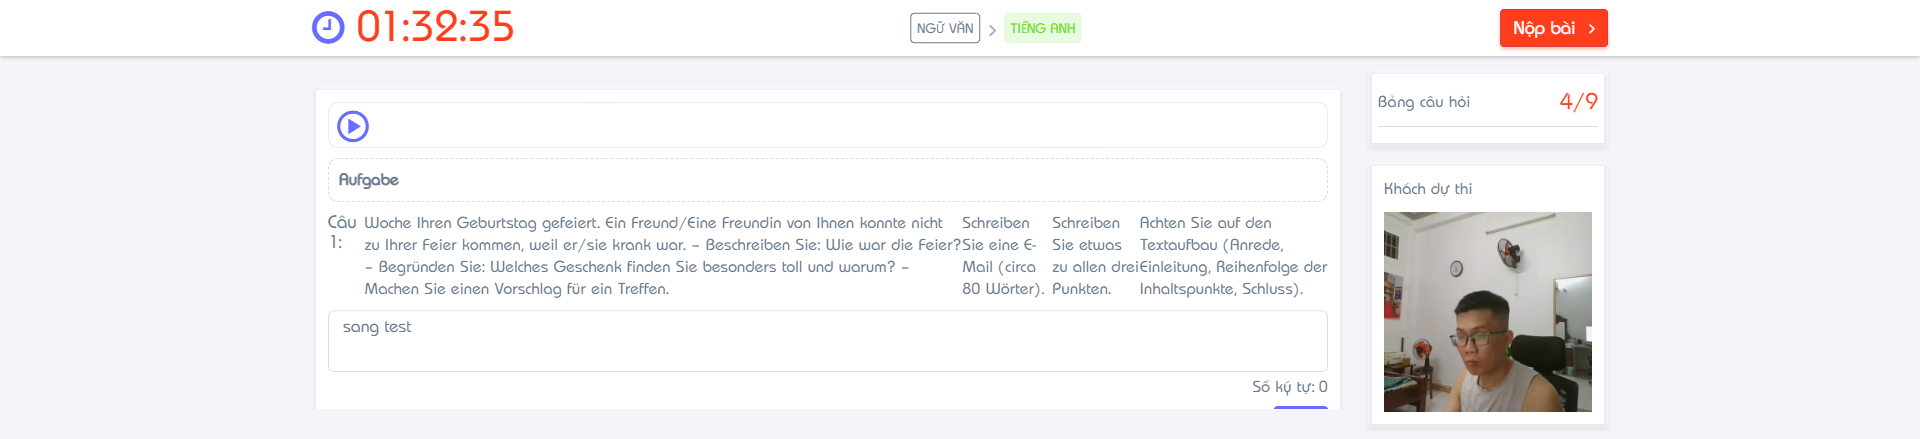 01:32:35
NGỮ VĂN
TIẾNG ANH
Nộp bài
Aufgabe
Câu 1:
Woche Ihren Geburtstag gefeiert. Ein Freund/Eine Freundin von Ihnen konnte nicht
zu Ihrer Feier kommen, weil er/sie krank war. – Beschreiben Sie: Wie war die Feier?
– Begründen Sie: Welches Geschenk finden Sie besonders toll und warum? –
Machen Sie einen Vorschlag für ein Treffen.
Schreiben
Sie eine E-
Mail (circa
80 Wörter).
Schreiben
Sie etwas
zu allen drei
Punkten.
Achten Sie auf den
Textaufbau (Anrede,
Einleitung, Reihenfolge der
Inhaltspunkte, Schluss).
sang test
Số ký tự: 0
Bảng câu hỏi
4/9
Khách dự thi